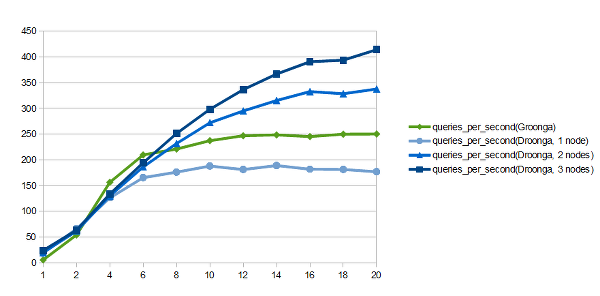 450
400
350
300
250
200
150
100
50
0
1 2 4 6 8 10 12 14 16 18 20
queries_per_second(Groonga)
queries_per_second(Droonga, 1 node)
queries_per_second(Droonga, 2 nodes)
queries_per_second(Droonga, 3 nodes)